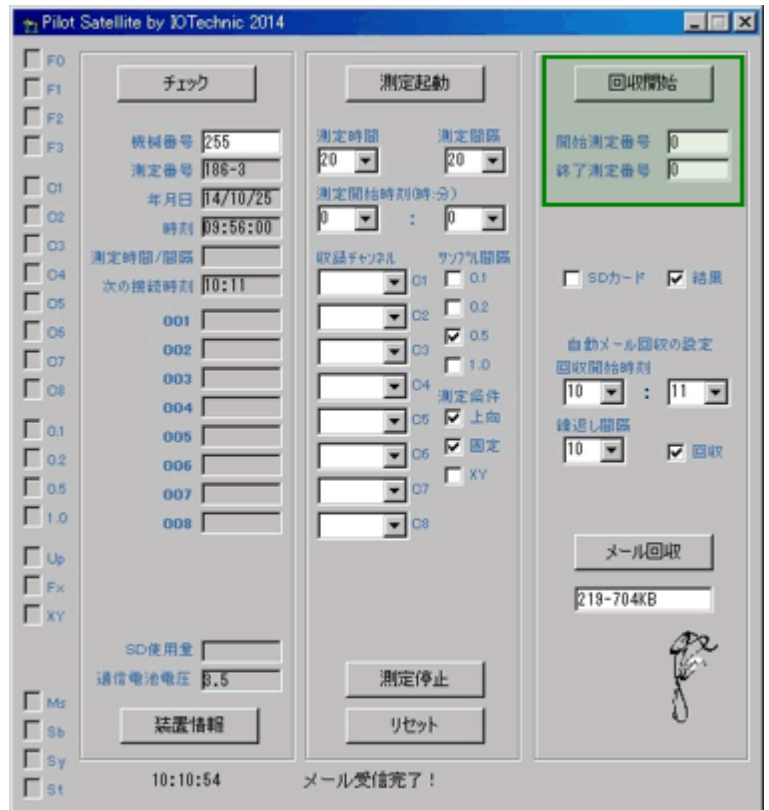 Pilot Satellite by IOTechnic 2014
F0
F1
F2
F3
C1
C2
C3
C4
C5
C6
C7
C8
0.1
0.2
0.5
1.0
Up
Fx
XY
Ms
Sb
Sy
St
チェック
機械番号 255
測定番号 186-3
年月日 14/10/25
時刻 09:56:00
測定時間/間隔
次の接続時刻 10:11
001
002
003
004
005
006
007
008
SD使用量
通信電池電圧 3.5
装置情報
10:10:54
測定起動
測定時間 測定間隔
20 20
測定開始時刻(時:分)
0 : 0
収録チャンネル サンプル間隔
C1 0.1
C2 0.2
C3 0.5
C4 1.0
測定条件
C5 上向
C6 固定
C7 XY
C8
測定停止
リセット
メール受信完了!
回収開始
開始測定番号 0
終了測定番号 0
SDカード 結果
自動メール回収の設定
回収開始時刻
10 : 11
繰返し間隔
10 回収
メール回収
219-704KB